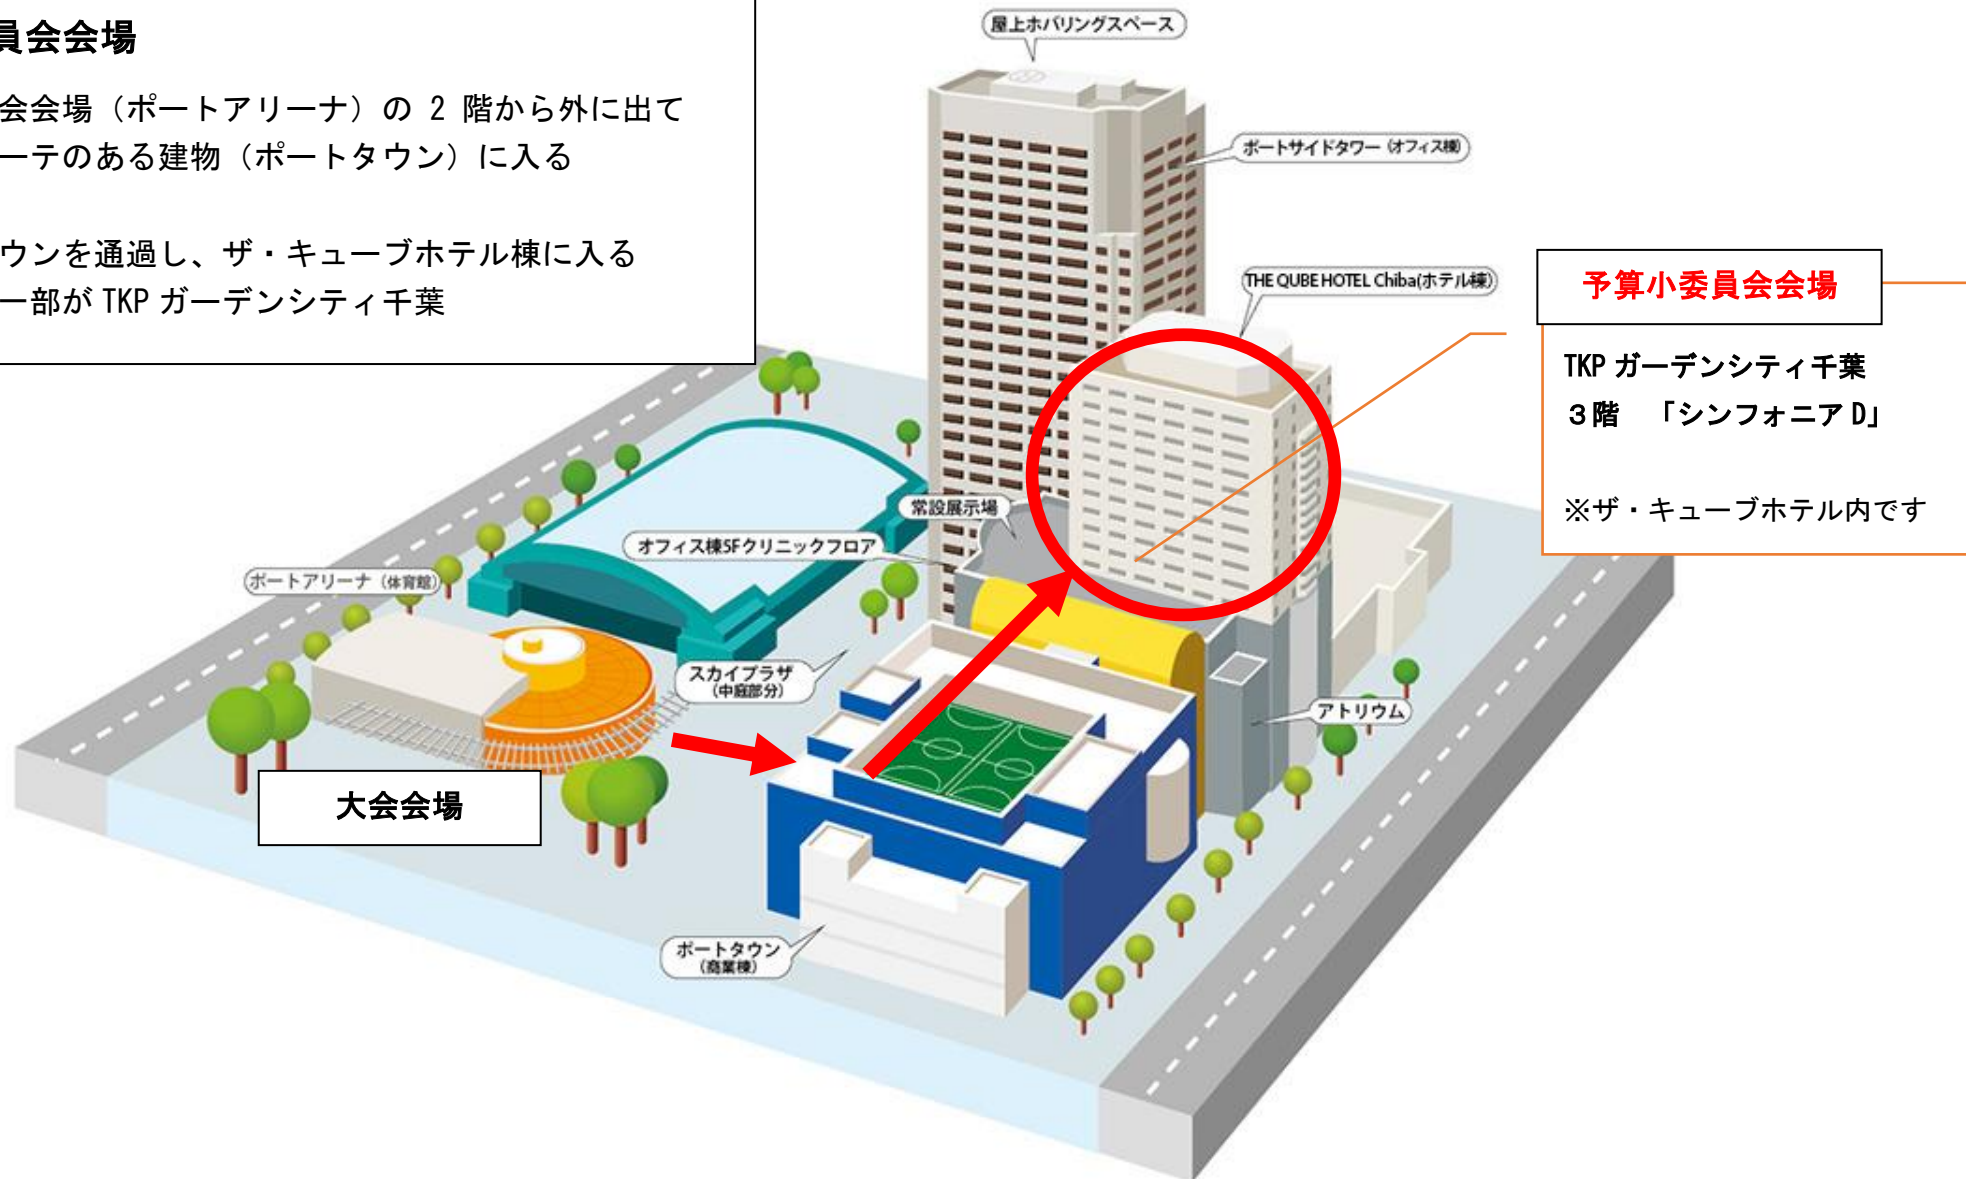 員会会場
会会場（ポートアリーナ）の 2 階から外に出て
ーテのある建物（ポートタウン）に入る
ウンを通過し、ザ・キューブホテル棟に入る
一部が TKP ガーデンシティ千葉
屋上ホバリングスペース
ポートサイドタワー（オフィス棟）
THE QUBE HOTEL Chiba(ホテル棟)
予算小委員会会場
TKP ガーデンシティ千葉
３階　「シンフォニア D」
※ザ・キューブホテル内です
常設展示場
オフィス棟5Fクリニックフロア
ポートアリーナ（体育館）
スカイプラザ
（中庭部分）
アトリウム
大会会場
ポートタウン
（商業棟）